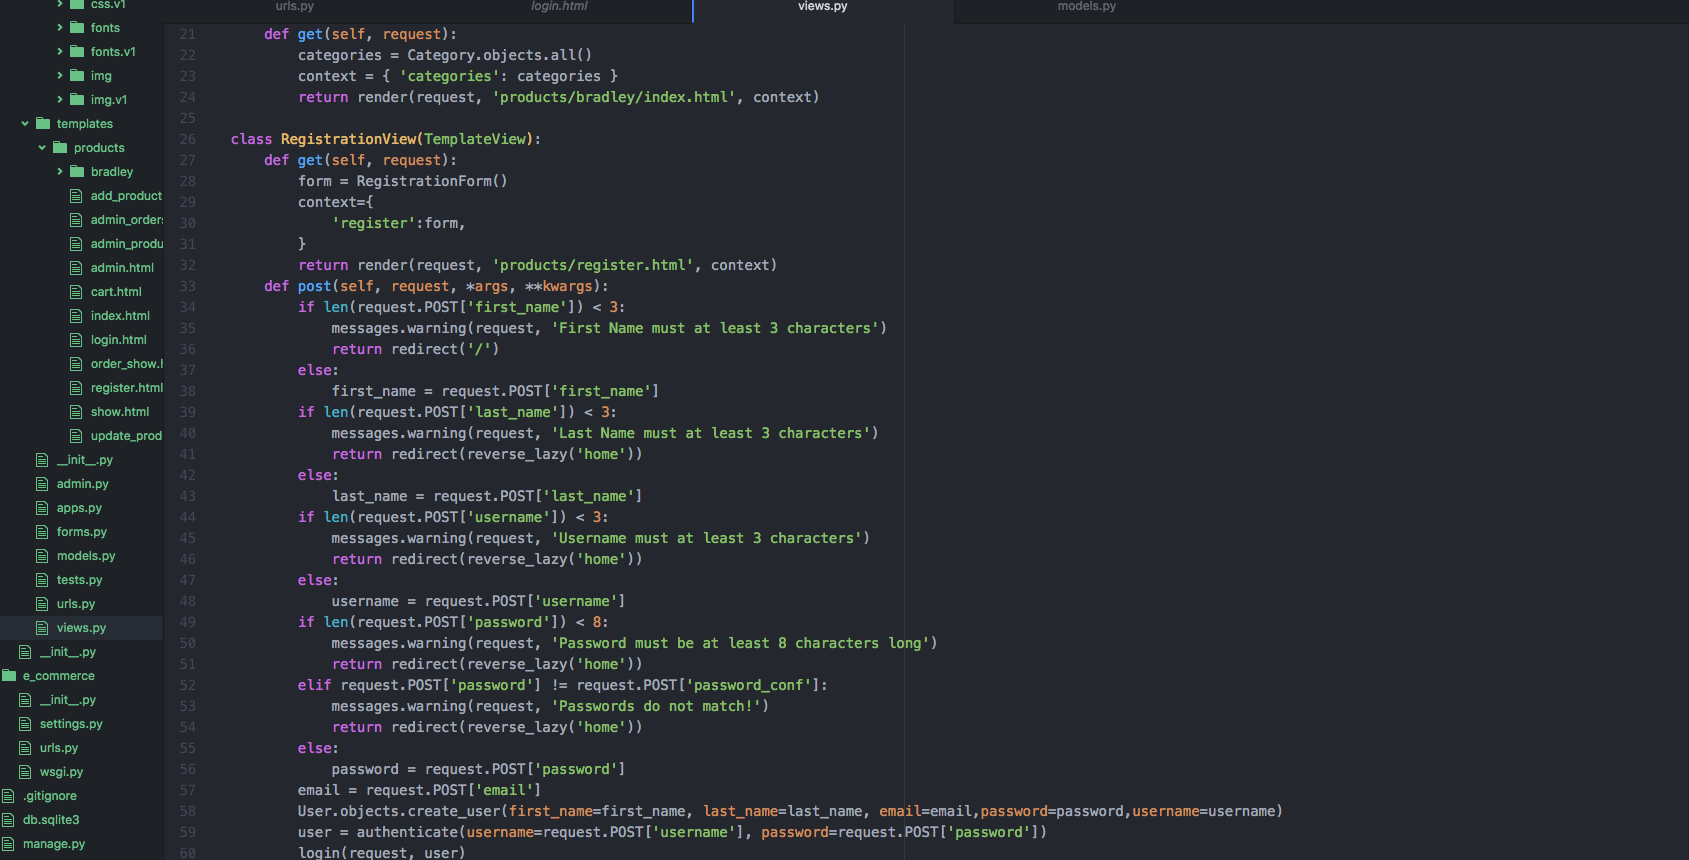 urls.py
login.html
views.py
models.py
css.v1
fonts
fonts.v1
img
img.v1
templates
products
bradley
add_product
admin_orders
admin_produ
admin.html
cart.html
index.html
login.html
order_show.h
register.html
show.html
update_prod
__init__.py
admin.py
apps.py
forms.py
models.py
tests.py
urls.py
views.py
__init__.py
e_commerce
__init__.py
settings.py
urls.py
wsgi.py
.gitignore
db.sqlite3
manage.py
21         def get(self, request):
22             categories = Category.objects.all()
23             context = { 'categories': categories }
24             return render(request, 'products/bradley/index.html', context)
25
26     class RegistrationView(TemplateView):
27         def get(self, request):
28             form = RegistrationForm()
29             context={
30                 'register':form,
31             }
32             return render(request, 'products/register.html', context)
33         def post(self, request, *args, **kwargs):
34             if len(request.POST['first_name']) < 3:
35                 messages.warning(request, 'First Name must at least 3 characters')
36                 return redirect('/')
37             else:
38                 first_name = request.POST['first_name']
39             if len(request.POST['last_name']) < 3:
40                 messages.warning(request, 'Last Name must at least 3 characters')
41                 return redirect(reverse_lazy('home'))
42             else:
43                 last_name = request.POST['last_name']
44             if len(request.POST['username']) < 3:
45                 messages.warning(request, 'Username must at least 3 characters')
46                 return redirect(reverse_lazy('home'))
47             else:
48                 username = request.POST['username']
49             if len(request.POST['password']) < 8:
50                 messages.warning(request, 'Password must be at least 8 characters long')
51                 return redirect(reverse_lazy('home'))
52             elif request.POST['password'] != request.POST['password_conf']:
53                 messages.warning(request, 'Passwords do not match!')
54                 return redirect(reverse_lazy('home'))
55             else:
56                 password = request.POST['password']
57             email = request.POST['email']
58             User.objects.create_user(first_name=first_name, last_name=last_name, email=email,password=password,username=username)
59             user = authenticate(username=request.POST['username'], password=request.POST['password'])
60             login(request, user)